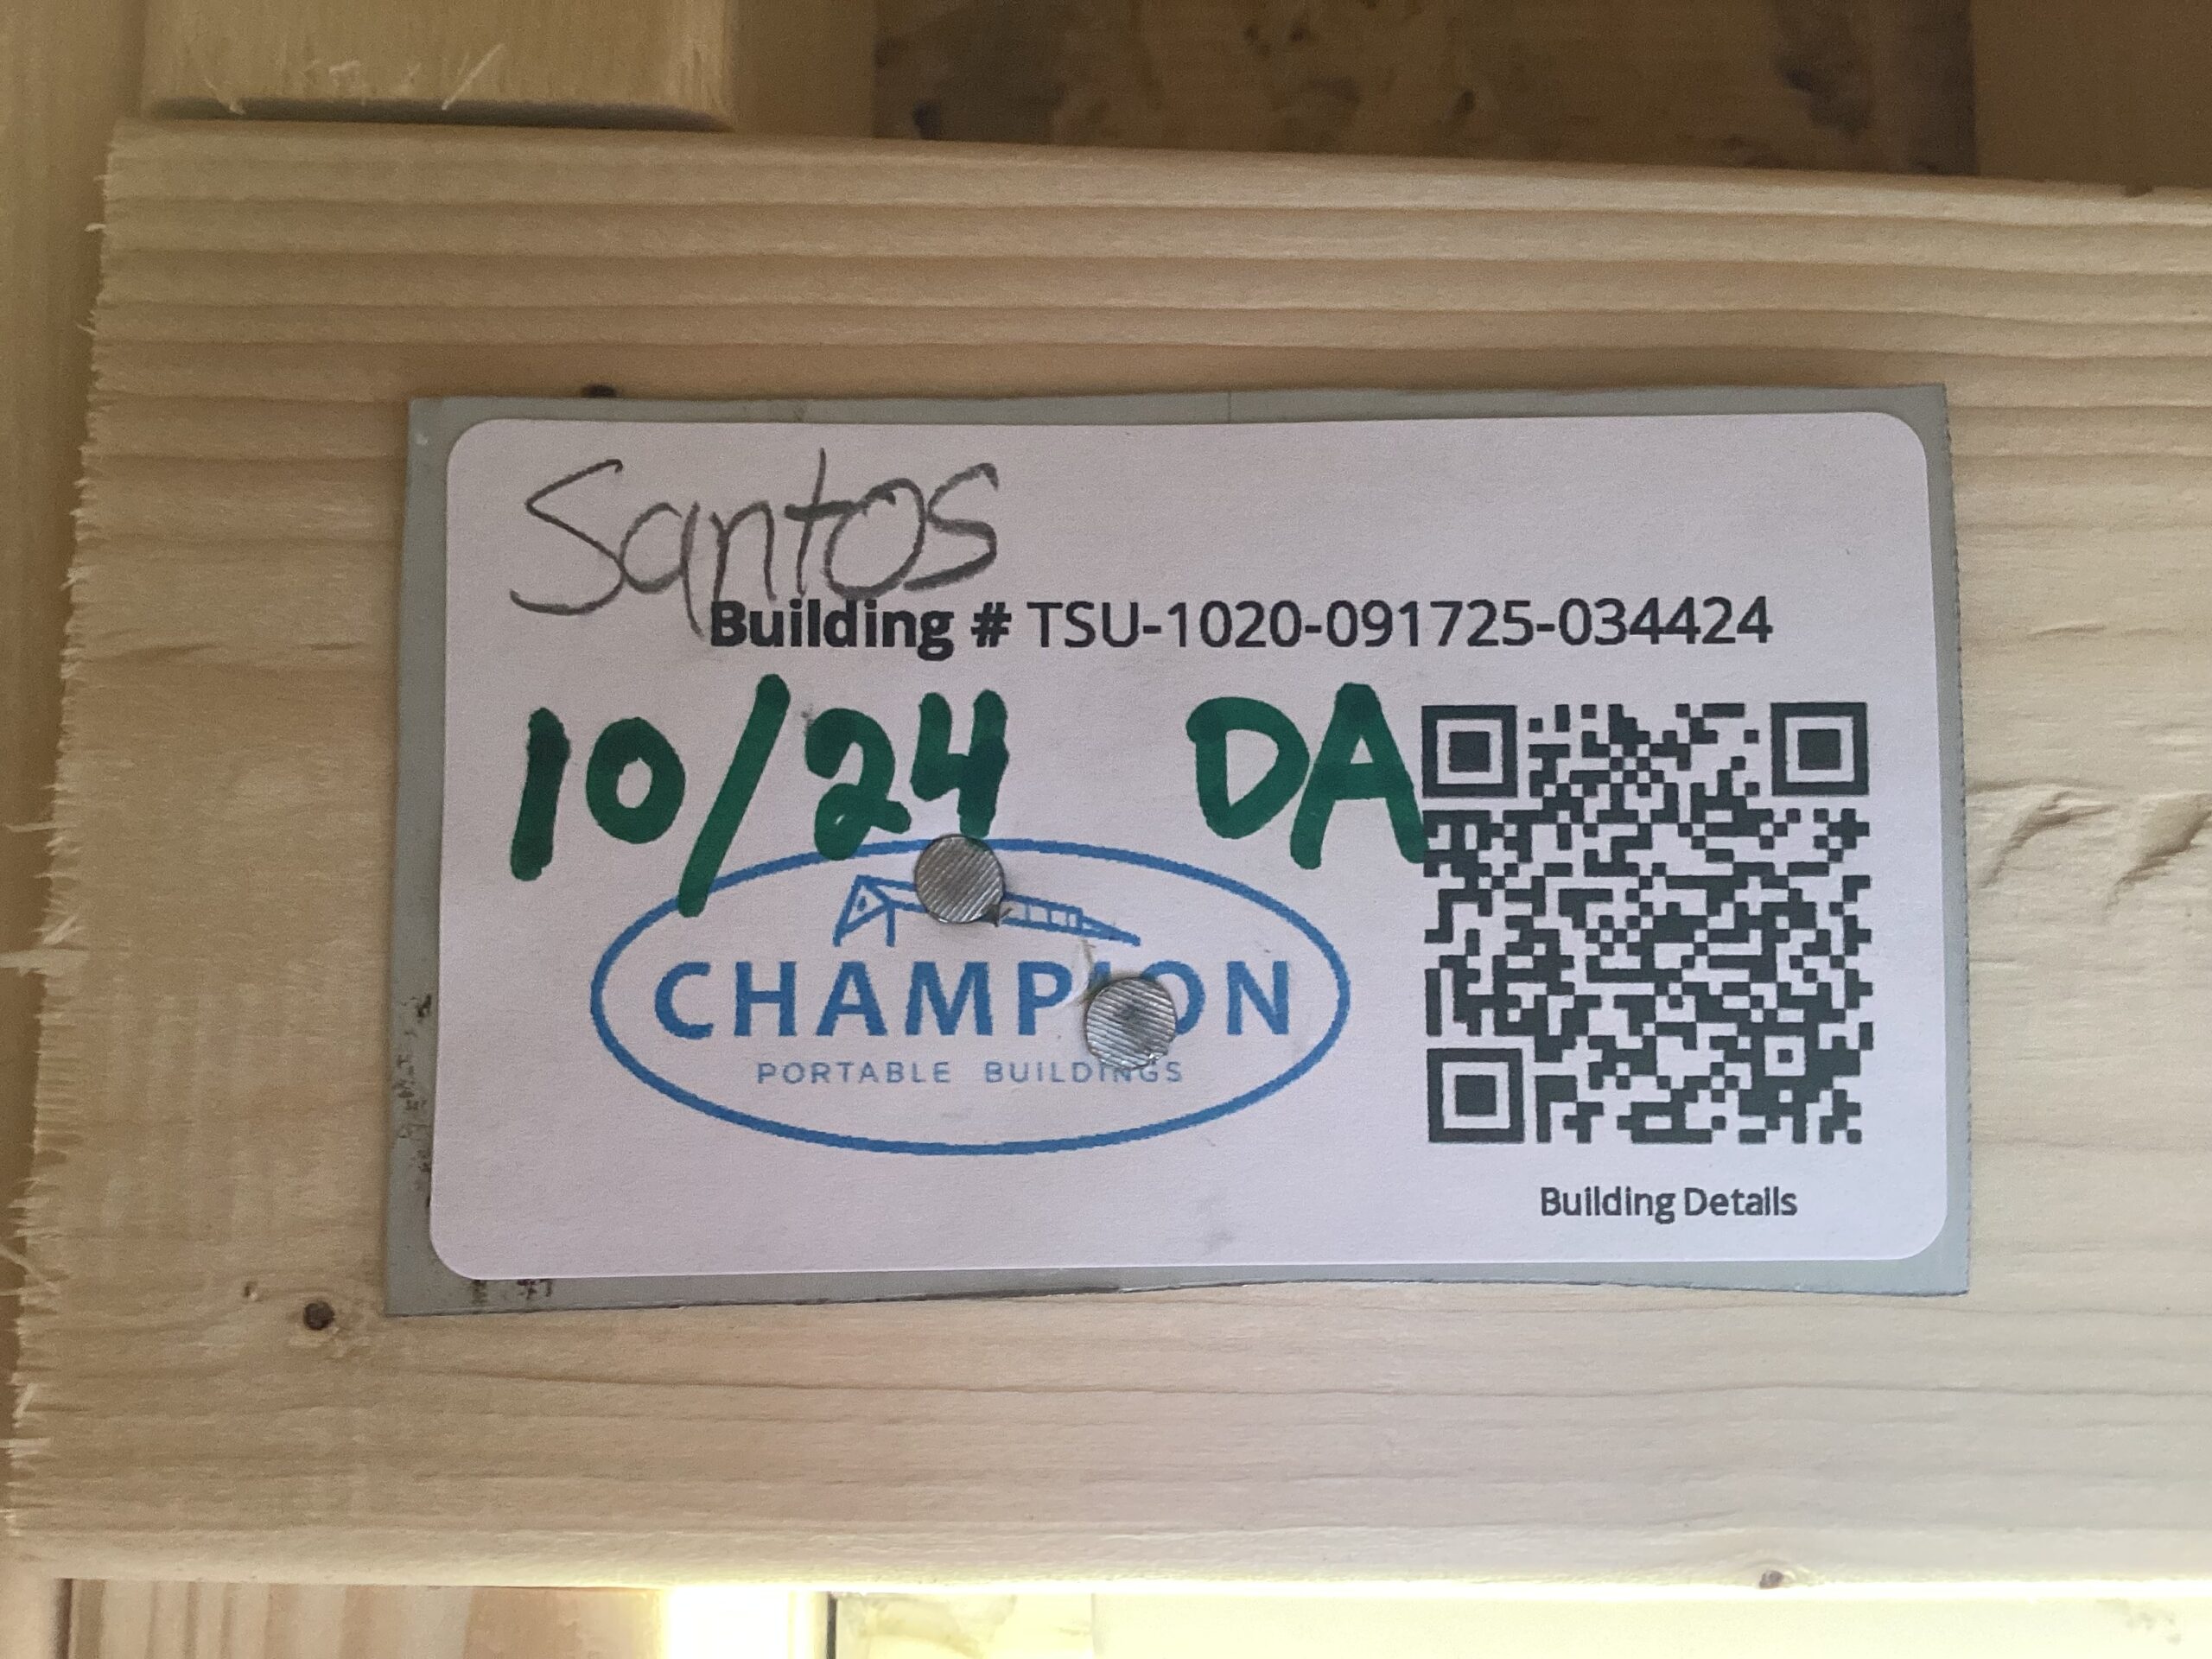 Santos
Building # TSU-1020-091725-034424
10/24 DA
CHAMPION
PORTABLE BUILDINGS
Building Details